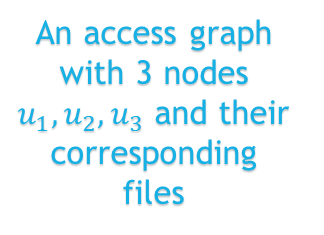 An access graph
with 3 nodes
𝑢₁, 𝑢₂, 𝑢₃ and their
corresponding
files